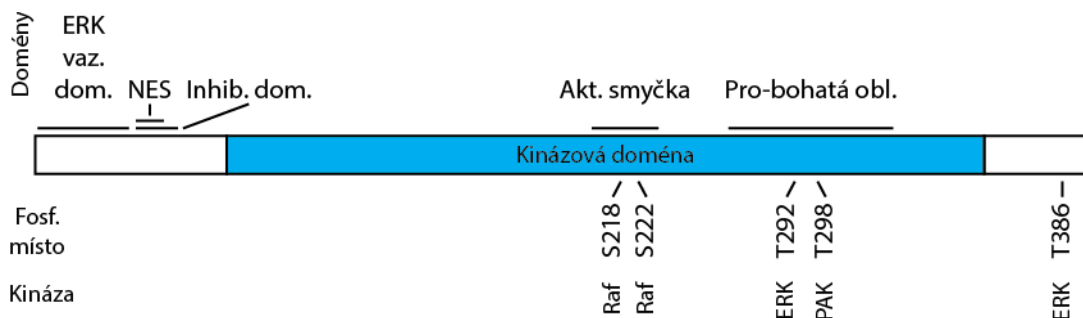 Domény
ERK
vaz.
dom.
NES
Inhib. dom.
Akt. smyčka
Pro-bohatá obl.
Kinázová doména
Fosf.
místo
S218
S222
T292
T298
T386
Kináza
Raf
Raf
ERK
PAK
ERK